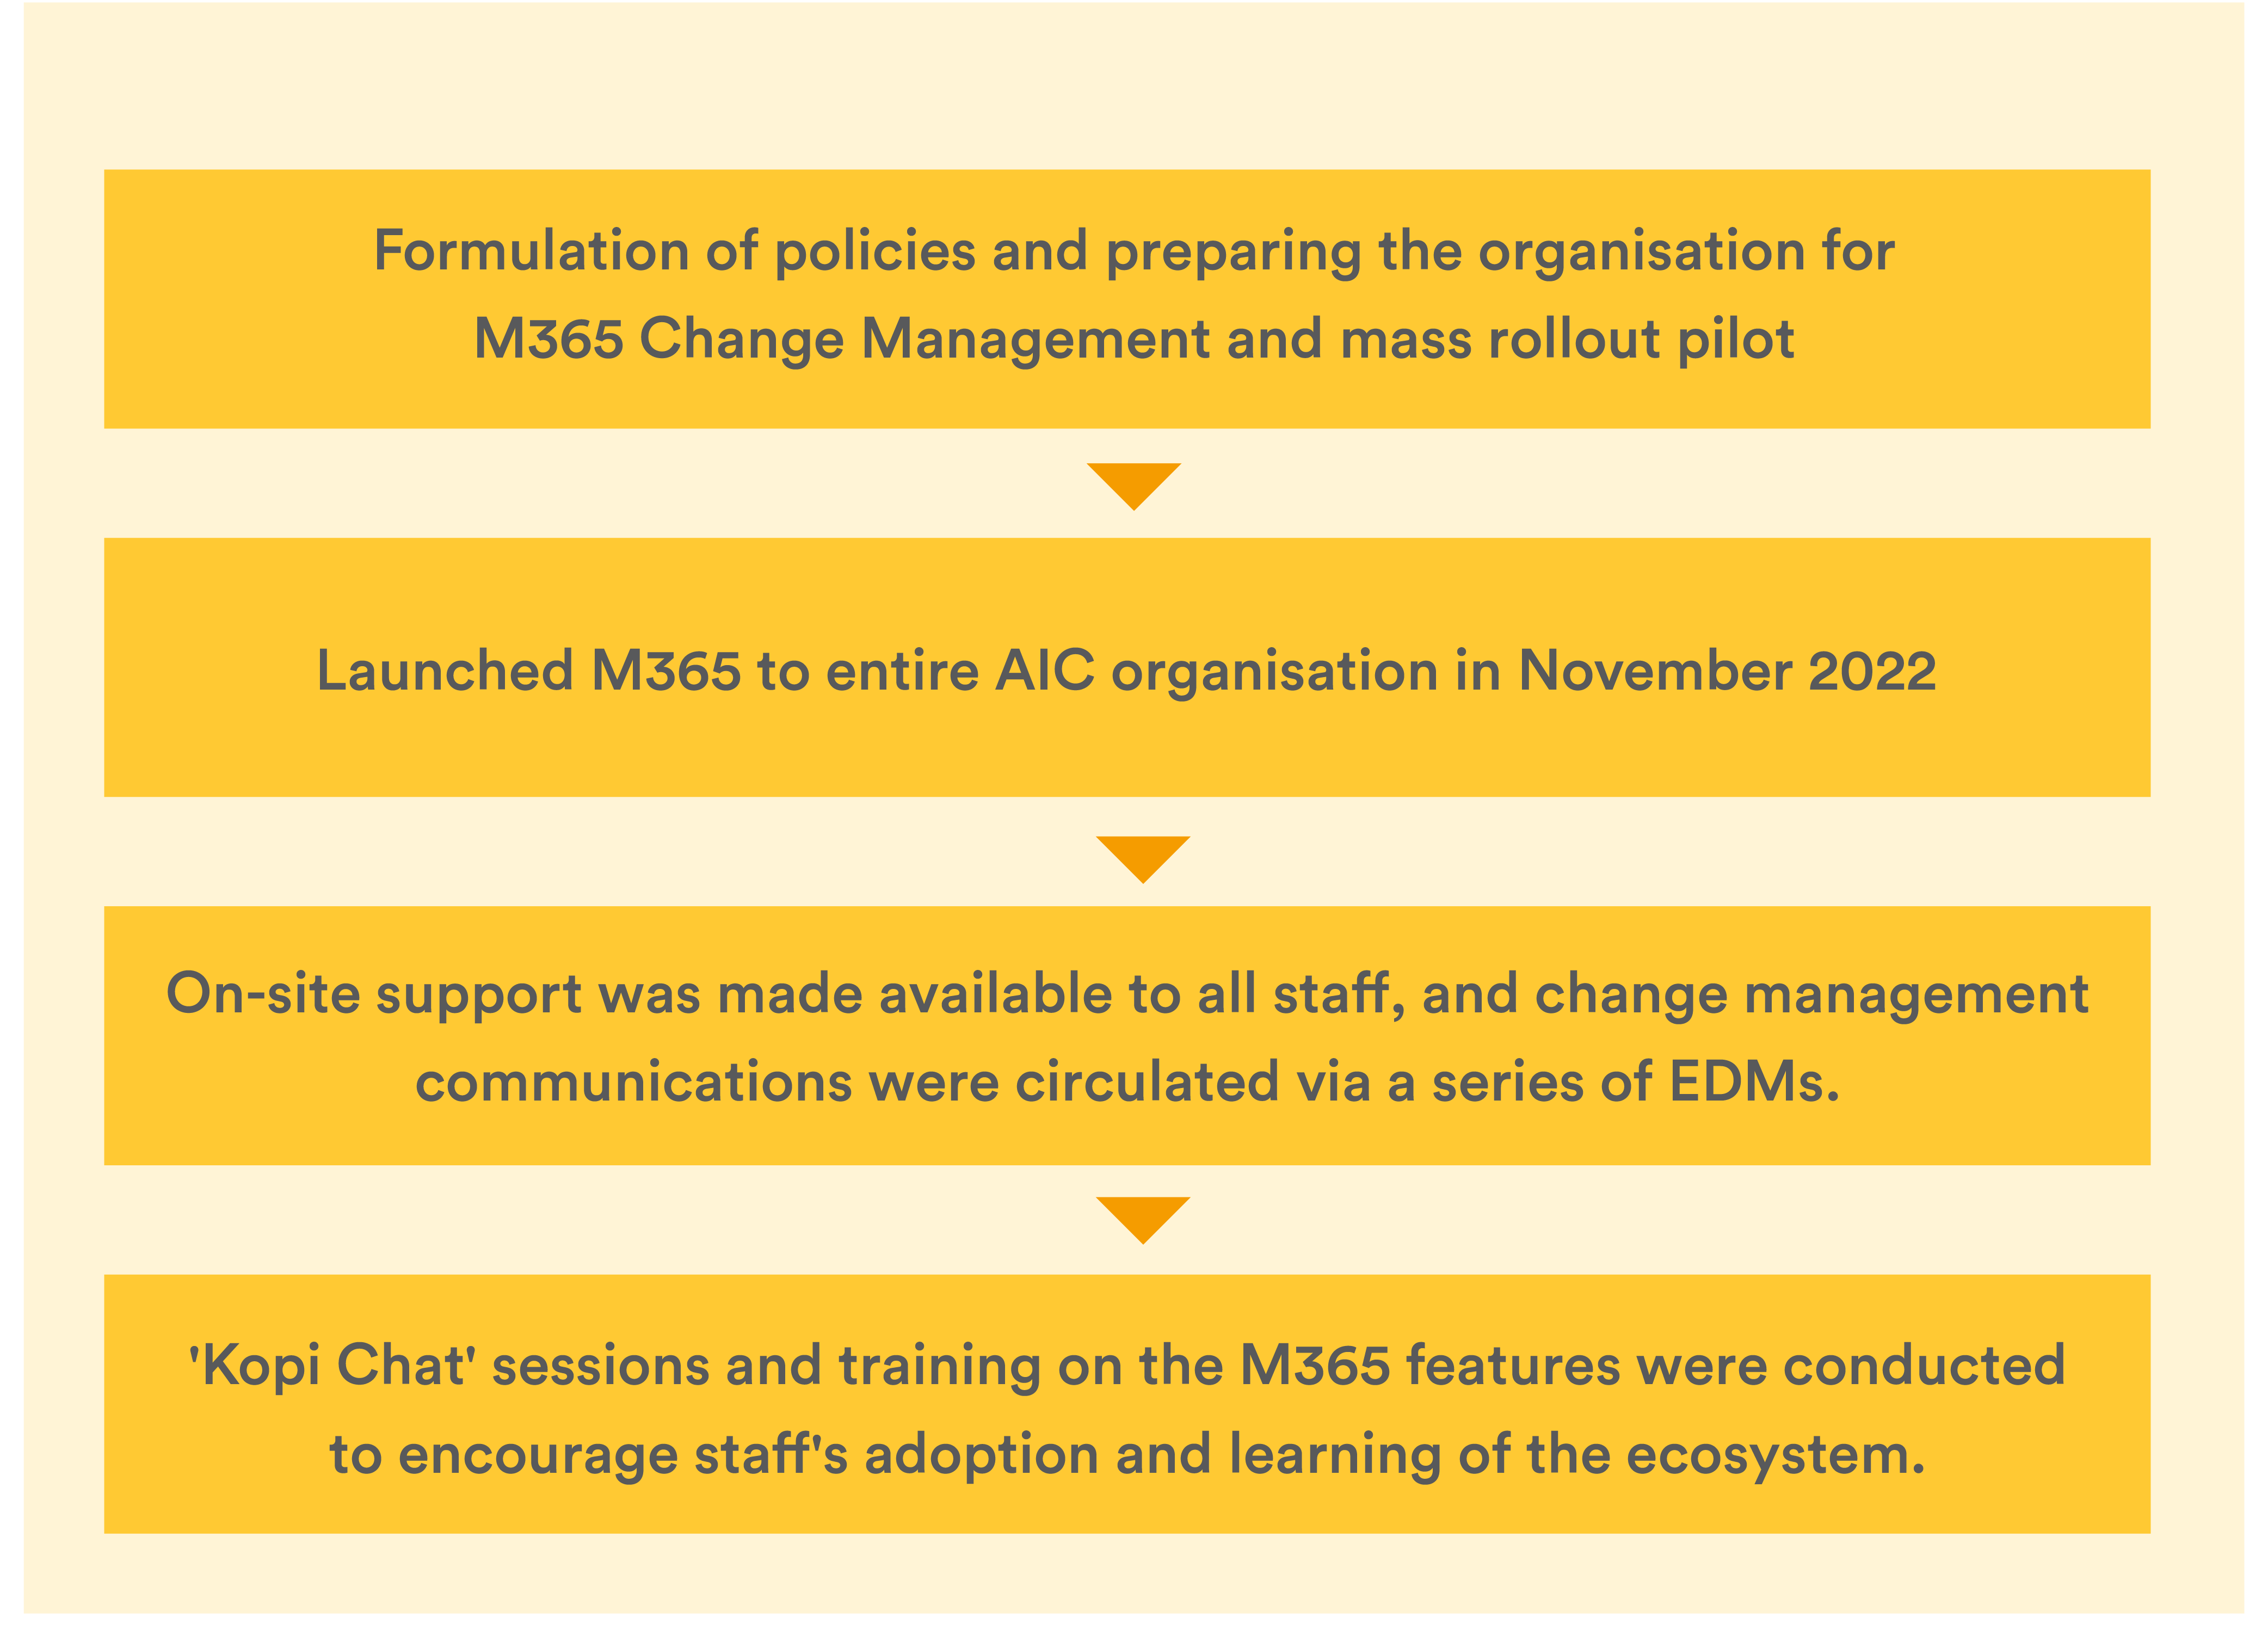 Formulation of policies and preparing the organisation for
M365 Change Management and mass rollout pilot
Launched M365 to entire AIC organisation in November 2022
On-site support was made available to all staff, and change management
communications were circulated via a series of EDMs.
'Kopi Chat' sessions and training on the M365 features were conducted
to encourage staff's adoption and learning of the ecosystem.